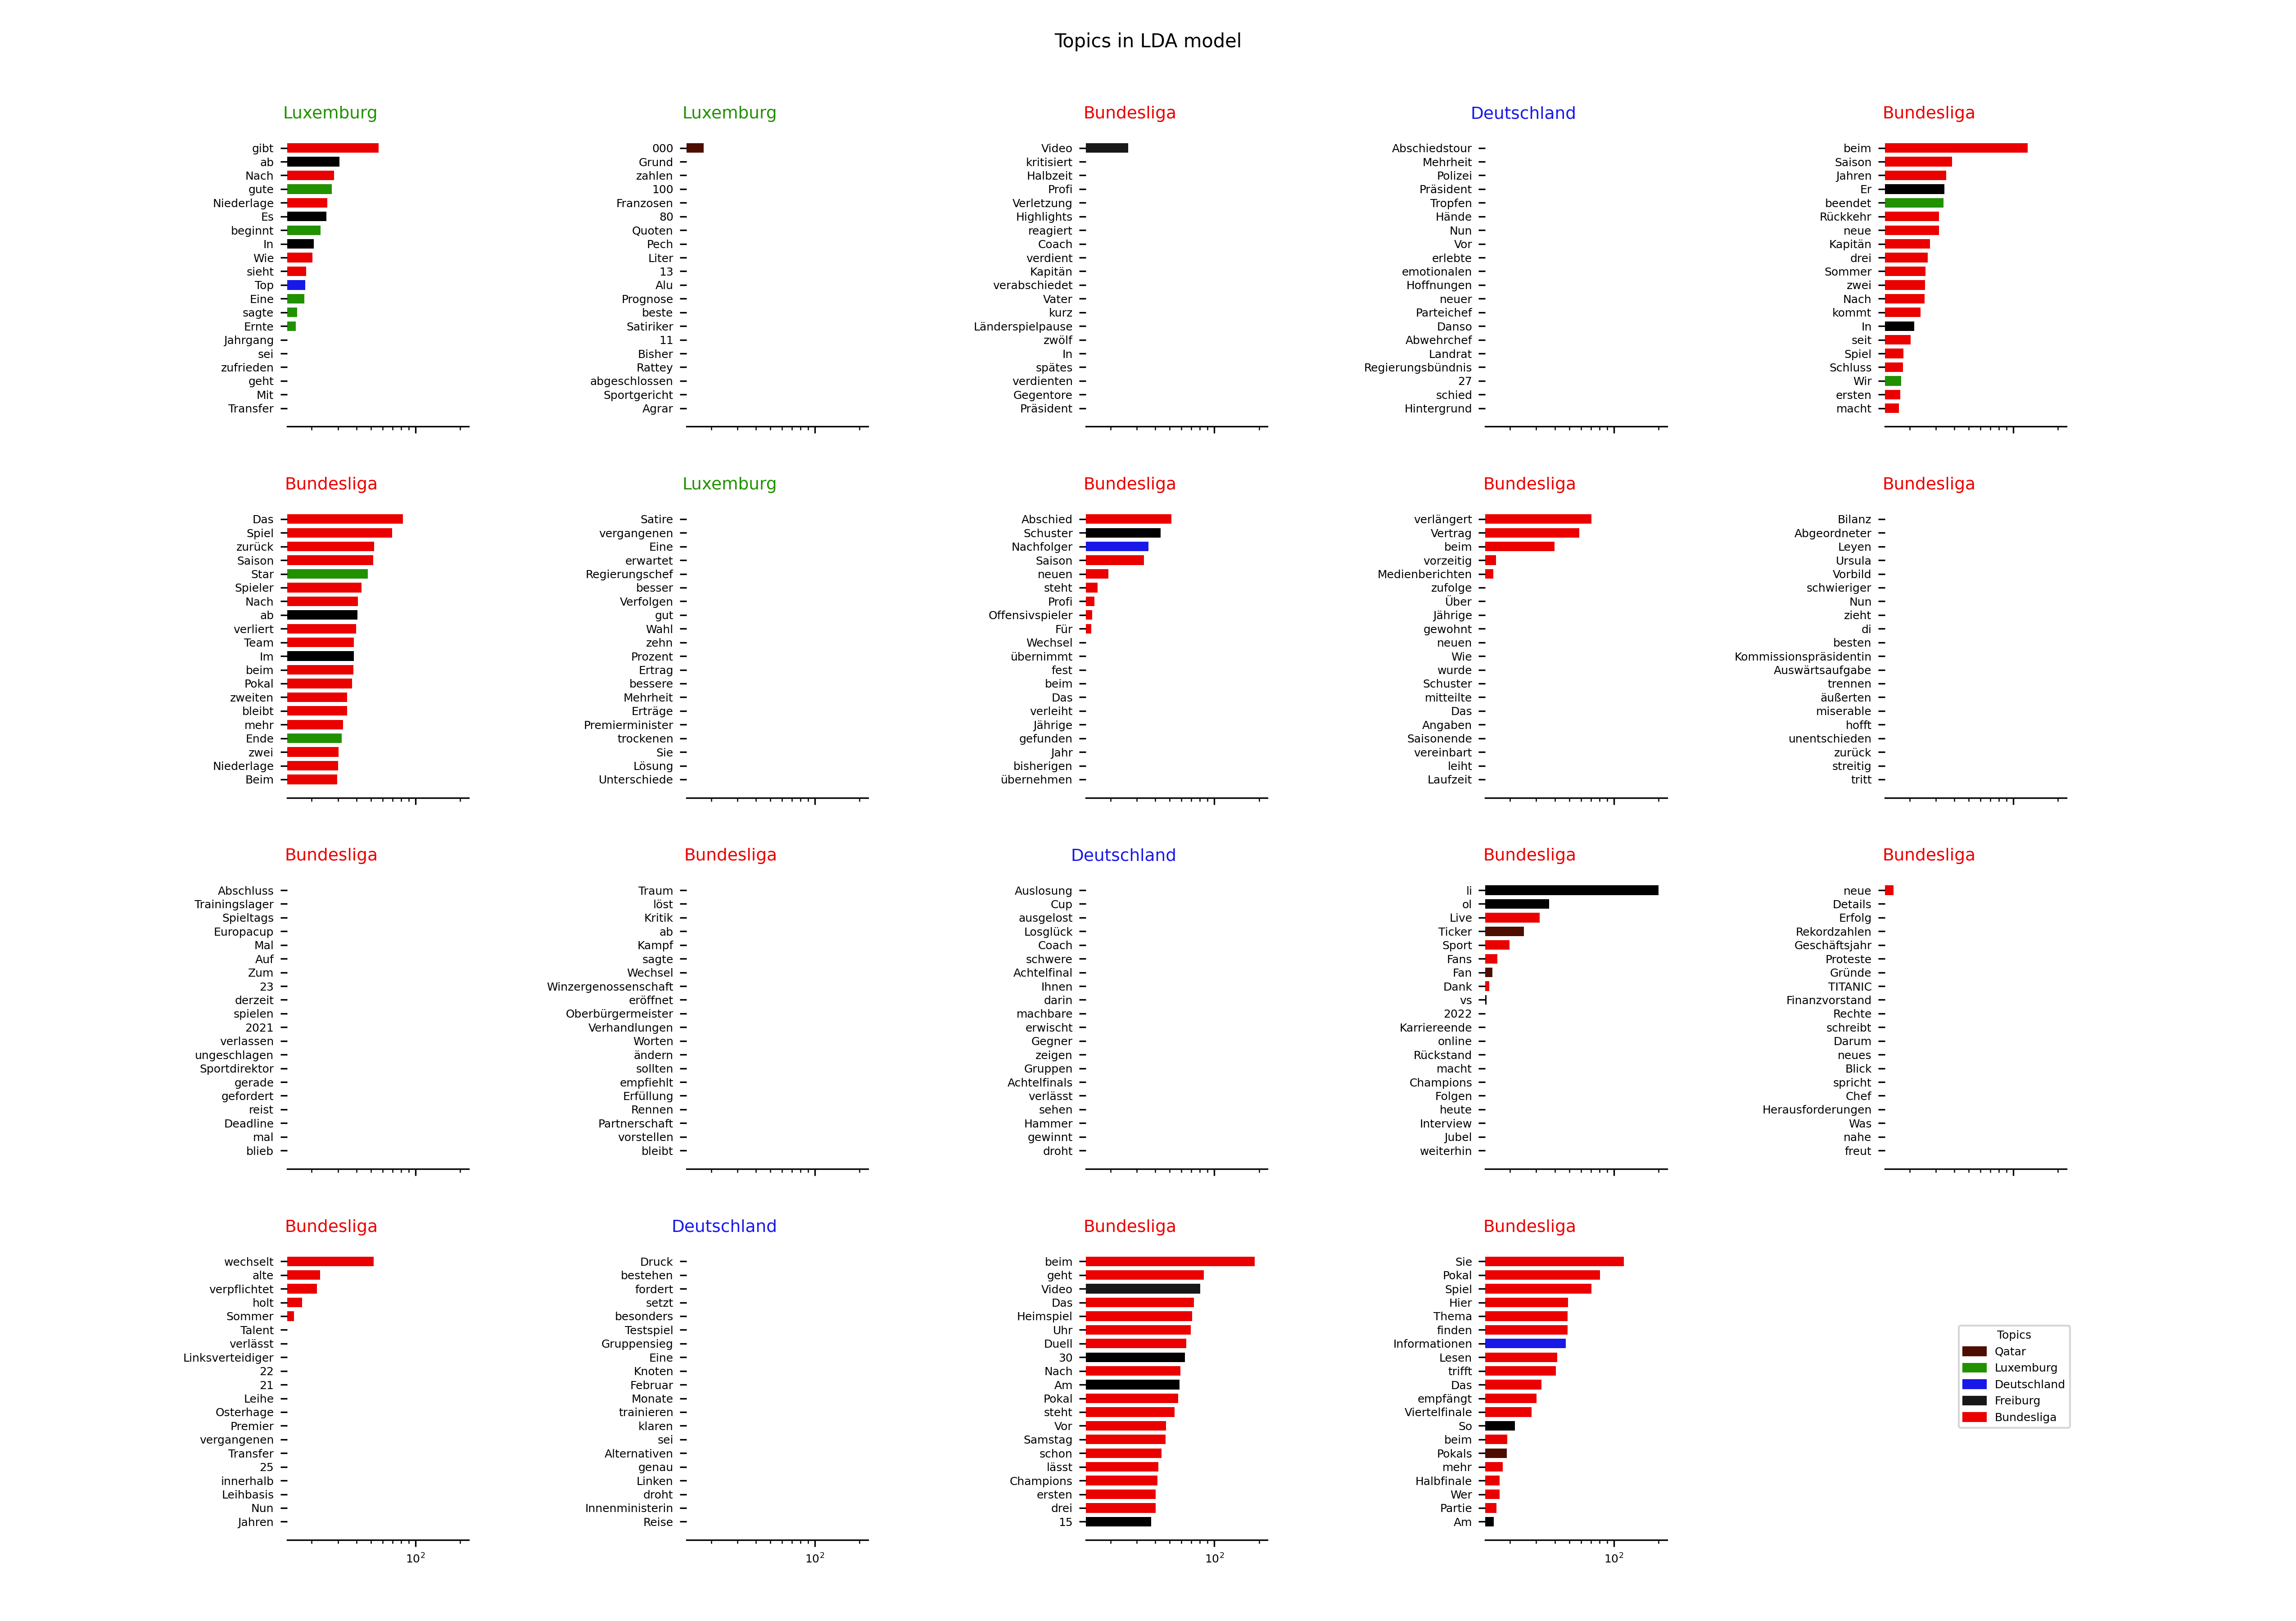 Topics in LDA model
Luxemburg
gibt
ab
Nach
gute
Niederlage
Es
beginnt
In
Wie
sieht
Top
Eine
sagte
Ernte
Jahrgang
sei
zufrieden
geht
Mit
Transfer
Luxemburg
000
Grund
zahlen
100
Franzosen
80
Quoten
Pech
Liter
13
Alu
Prognose
beste
Satiriker
11
Bisher
Rattey
abgeschlossen
Sportgericht
Agrar
Bundesliga
Video
kritisiert
Halbzeit
Profi
Verletzung
Highlights
reagiert
Coach
verdient
Kapitän
verabschiedet
Vater
kurz
Länderspielpause
zwölf
In
spätes
verdienten
Gegentore
Präsident
Deutschland
Abschiedstour
Mehrheit
Polizei
Präsident
Tropfen
Hände
Nun
Vor
erlebte
emotionalen
Hoffnungen
neuer
Parteichef
Danso
Abwehrchef
Landrat
Regierungsbündnis
27
schied
Hintergrund
Bundesliga
beim
Saison
Jahren
Er
beendet
Rückkehr
neue
Kapitän
drei
Sommer
zwei
Nach
kommt
In
seit
Spiel
Schluss
Wir
ersten
macht
Bundesliga
Das
Spiel
zurück
Saison
Star
Spieler
Nach
ab
verliert
Team
Im
beim
Pokal
zweiten
bleibt
mehr
Ende
zwei
Niederlage
Beim
Luxemburg
Satire
vergangenen
Eine
erwartet
Regierungschef
besser
Verfolgen
gut
Wahl
zehn
Prozent
Ertrag
bessere
Mehrheit
Erträge
Premierminister
trockenen
Sie
Lösung
Unterschiede
Bundesliga
Abschied
Schuster
Nachfolger
Saison
neuen
steht
Profi
Offensivspieler
Für
Wechsel
übernimmt
fest
beim
Das
verleiht
Jährige
gefunden
Jahr
bisherigen
übernehmen
Bundesliga
verlängert
Vertrag
beim
vorzeitig
Medienberichten
zufolge
Über
Jährige
gewohnt
neuen
Wie
wurde
Schuster
mitteilte
Das
Angaben
Saisonende
vereinbart
leiht
Laufzeit
Bundesliga
Bilanz
Abgeordneter
Leyen
Ursula
Vorbild
schwieriger
Nun
zieht
di
besten
Kommissionspräsidentin
Auswärtsaufgabe
trennen
äußerten
miserable
hofft
unentschieden
zurück
streitig
tritt
Bundesliga
Abschluss
Trainingslager
Spieltags
Europacup
Mal
Auf
Zum
23
derzeit
spielen
2021
verlassen
ungeschlagen
Sportdirektor
gerade
gefordert
reist
Deadline
mal
blieb
Bundesliga
Traum
löst
Kritik
ab
Kampf
sagte
Wechsel
Winzergenossenschaft
eröffnet
Oberbürgermeister
Verhandlungen
Worten
ändern
sollten
empfiehlt
Erfüllung
Rennen
Partnerschaft
vorstellen
bleibt
Deutschland
Auslosung
Cup
ausgelost
Losglück
Coach
schwere
Achtelfinal
Ihnen
darin
machbare
erwischt
Gegner
zeigen
Gruppen
Achtelfinals
verlässt
sehen
Hammer
gewinnt
droht
Bundesliga
li
ol
Live
Ticker
Sport
Fans
Fan
Dank
vs
2022
Karriereende
online
Rückstand
macht
Champions
Folgen
heute
Interview
Jubel
weiterhin
Bundesliga
neue
Details
Erfolg
Rekordzahlen
Geschäftsjahr
Proteste
Gründe
TITANIC
Finanzvorstand
Rechte
schreibt
Darum
neues
Blick
spricht
Chef
Herausforderungen
Was
nahe
freut
Bundesliga
wechselt
alte
verpflichtet
holt
Sommer
Talent
verlässt
Linksverteidiger
22
21
Leihe
Osterhage
Premier
vergangenen
Transfer
25
innerhalb
Leihbasis
Nun
Jahren
10²
Deutschland
Druck
bestehen
fordert
setzt
besonders
Testspiel
Gruppensieg
Eine
Knoten
Februar
Monate
trainieren
klaren
sei
Alternativen
genau
Linken
droht
Innenministerin
Reise
10²
Bundesliga
beim
geht
Video
Das
Heimspiel
Uhr
Duell
30
Nach
Am
Pokal
steht
Vor
Samstag
schon
lässt
Champions
ersten
drei
15
10²
Bundesliga
Sie
Pokal
Spiel
Hier
Thema
finden
Informationen
Lesen
trifft
Das
empfängt
Viertelfinale
So
beim
Pokals
mehr
Halbfinale
Wer
Partie
Am
10²
Topics
Qatar
Luxemburg
Deutschland
Freiburg
Bundesliga